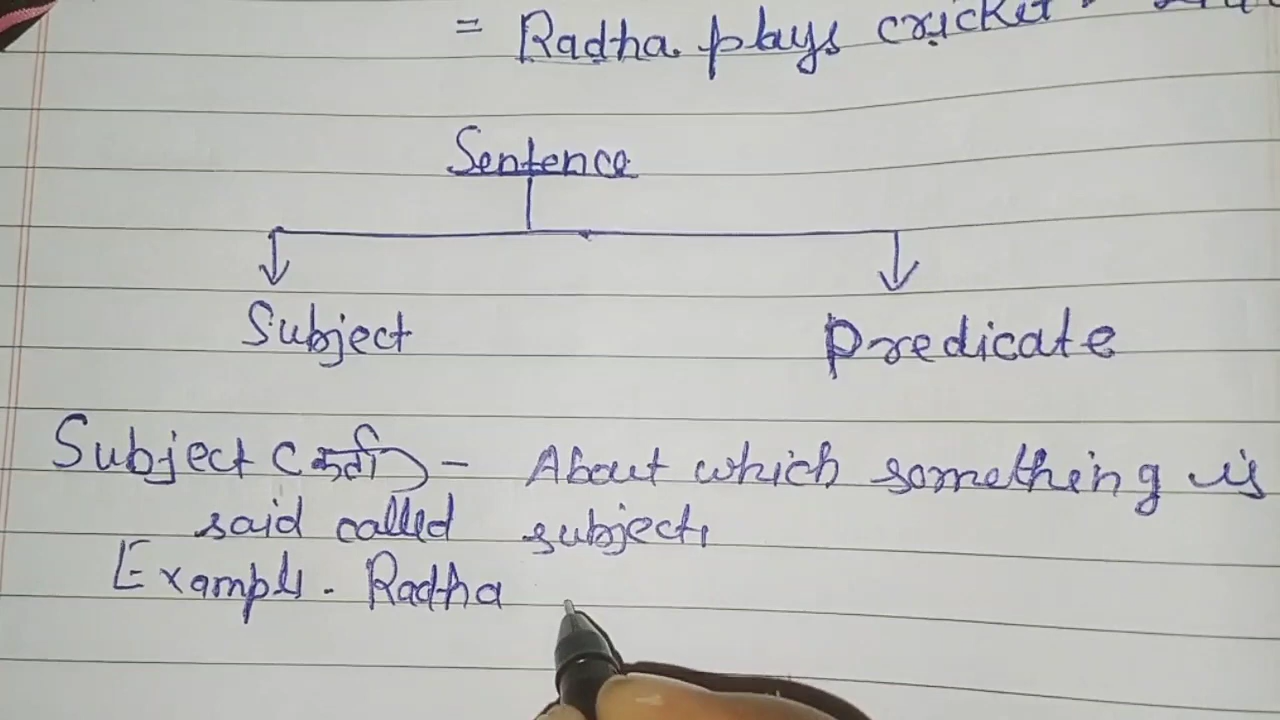 = Radha plays cricket
Sentence
Subject Predicate
Subject (कर्ता) - About which something is
said called subject.
Example. Radha